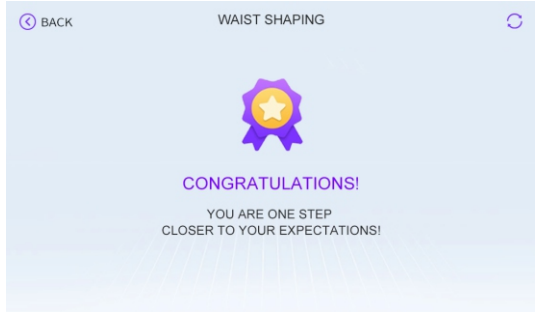 BACK
WAIST SHAPING
CONGRATULATIONS!
YOU ARE ONE STEP
CLOSER TO YOUR EXPECTATIONS!